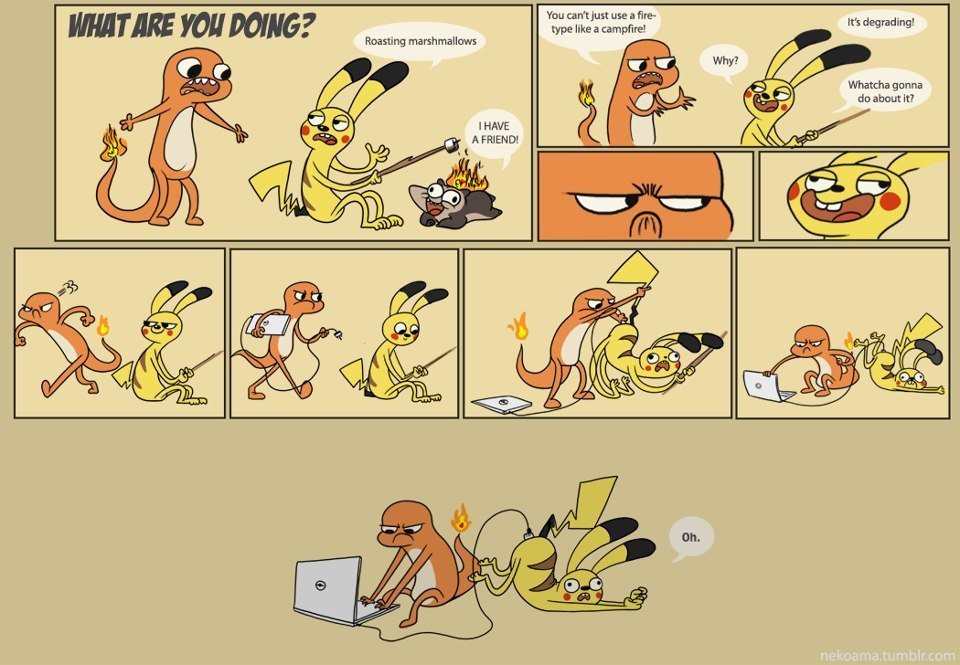 WHAT ARE YOU DOING?
Roasting marshmallows
I HAVE
A FRIEND!
You can't just use a fire-
type like a campfire!
Why?
It's degrading!
Whatcha gonna
do about it?
Oh.
nekoama.tumblr.com